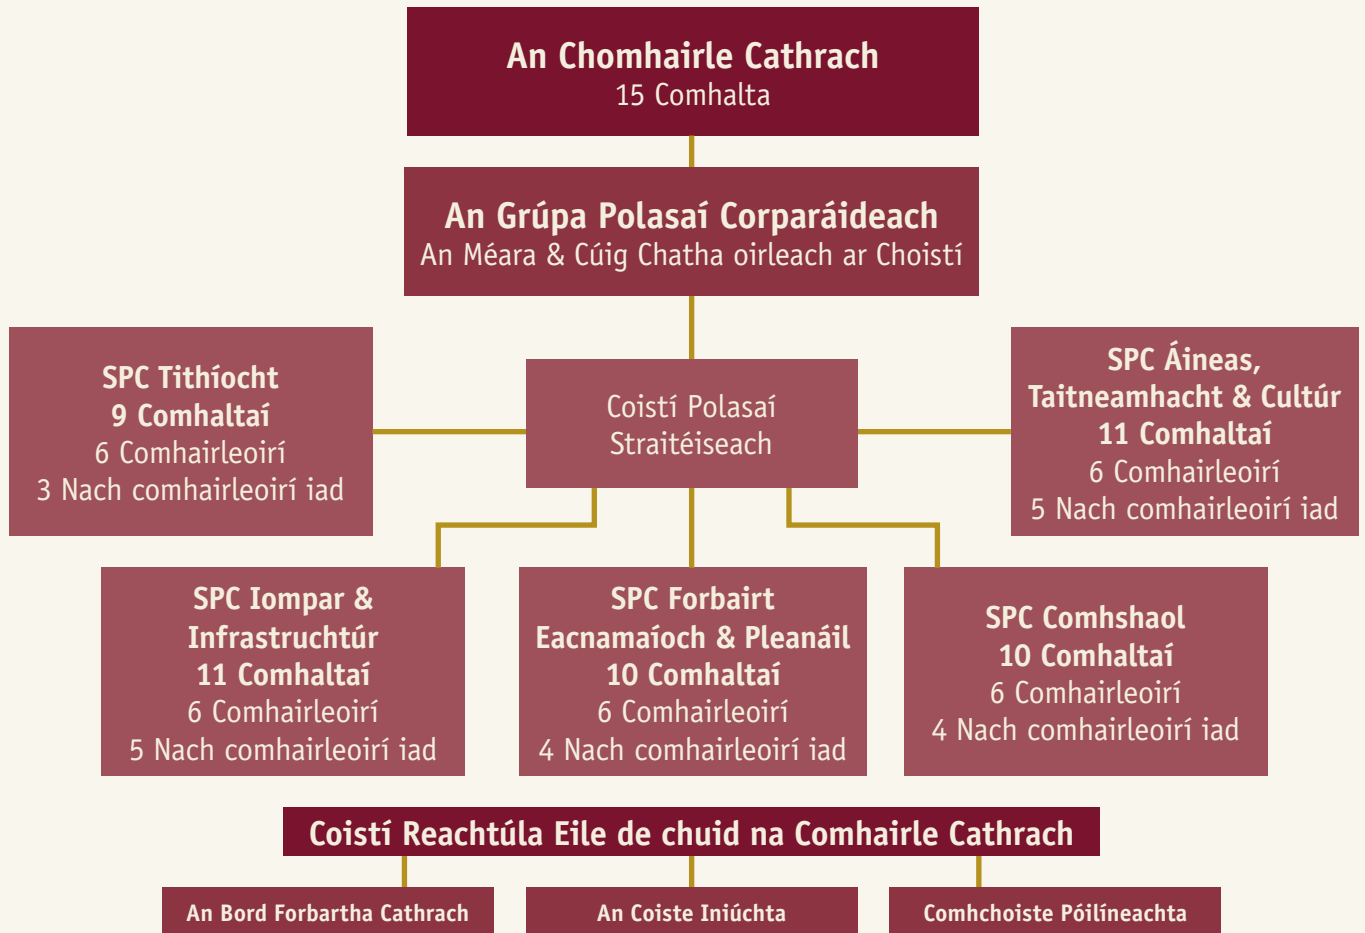 An Chomhairle Cathrach
15 Comhalta
An Grúpa Polasaí Corparáideach
An Méara & Cúig Chatha oirleach ar Choistí
SPC Tithíocht
9 Comhaltaí
6 Comhairleoirí
3 Nach comhairleoirí iad
Coistí Polasaí
Straitéiseach
SPC Áineas,
Taitneamhacht & Cultúr
11 Comhaltaí
6 Comhairleoirí
5 Nach comhairleoirí iad
SPC Iompar &
Infrastruchtúr
11 Comhaltaí
6 Comhairleoirí
5 Nach comhairleoirí iad
SPC Forbairt
Eacnamaíoch & Pleanáil
10 Comhaltaí
6 Comhairleoirí
4 Nach comhairleoirí iad
SPC Comhshaol
10 Comhaltaí
6 Comhairleoirí
4 Nach comhairleoirí iad
Coistí Reachtúla Eile de chuid na Comhairle Cathrach
An Bord Forbartha Cathrach
An Coiste Iniúchta
Comhchoiste Póilíneachta